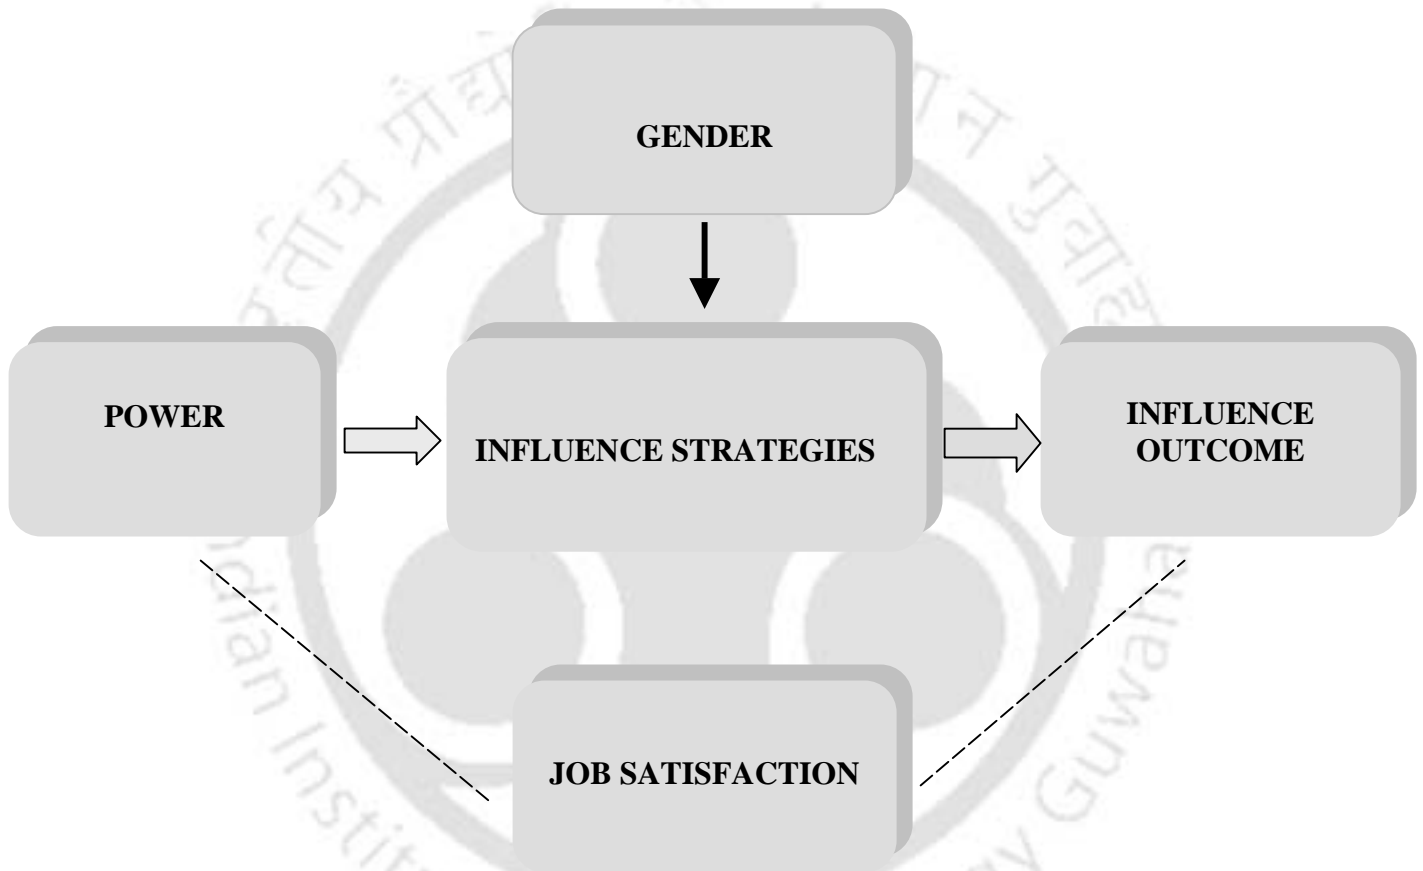 GENDER
POWER
INFLUENCE STRATEGIES
INFLUENCE
OUTCOME
JOB SATISFACTION